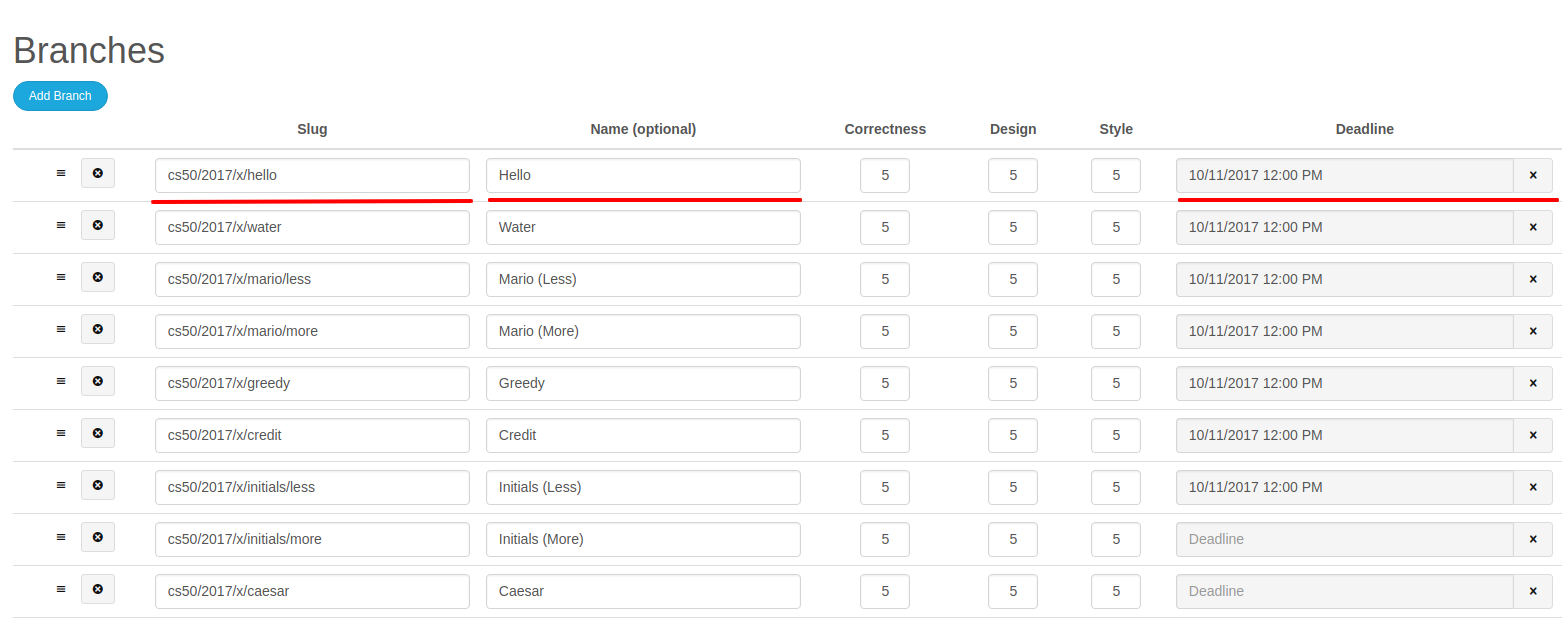 Branches
Add Branch
Slug Name (optional) Correctness Design Style Deadline
cs50/2017/x/hello Hello 5 5 5 10/11/2017 12:00 PM
cs50/2017/x/water Water 5 5 5 10/11/2017 12:00 PM
cs50/2017/x/mario/less Mario (Less) 5 5 5 10/11/2017 12:00 PM
cs50/2017/x/mario/more Mario (More) 5 5 5 10/11/2017 12:00 PM
cs50/2017/x/greedy Greedy 5 5 5 10/11/2017 12:00 PM
cs50/2017/x/credit Credit 5 5 5 10/11/2017 12:00 PM
cs50/2017/x/initials/less Initials (Less) 5 5 5 10/11/2017 12:00 PM
cs50/2017/x/initials/more Initials (More) 5 5 5 Deadline
cs50/2017/x/caesar Caesar 5 5 5 Deadline